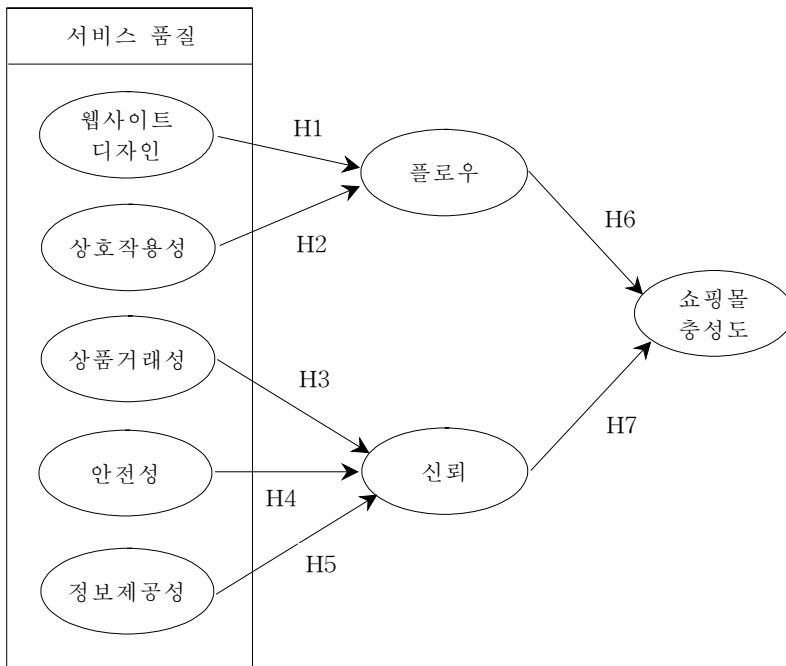 서비스 품질
웹사이트
디자인
H1
플로우
상호작용성
H2
H6
쇼핑몰
충성도
상품거래성
H3
H7
안전성
H4
신뢰
정보제공성
H5